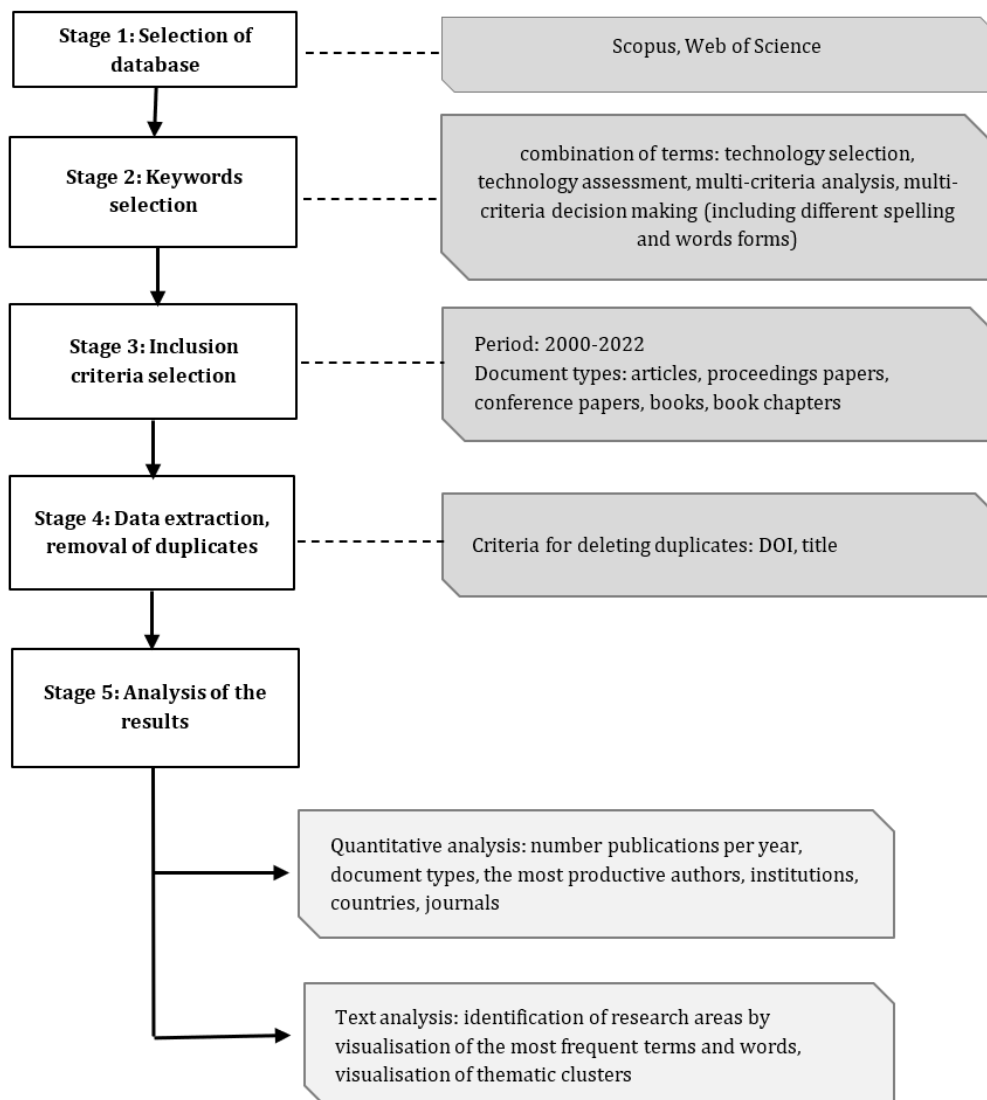 Stage 1: Selection of
database
Scopus, Web of Science
Stage 2: Keywords
selection
combination of terms: technology selection,
technology assessment, multi-criteria analysis, multi-
criteria decision making (including different spelling
and words forms)
Stage 3: Inclusion
criteria selection
Period: 2000-2022
Document types: articles, proceedings papers,
conference papers, books, book chapters
Stage 4: Data extraction,
removal of duplicates
Criteria for deleting duplicates: DOI, title
Stage 5: Analysis of the
results
Quantitative analysis: number publications per year,
document types, the most productive authors, institutions,
countries, journals
Text analysis: identification of research areas by
visualisation of the most frequent terms and words,
visualisation of thematic clusters